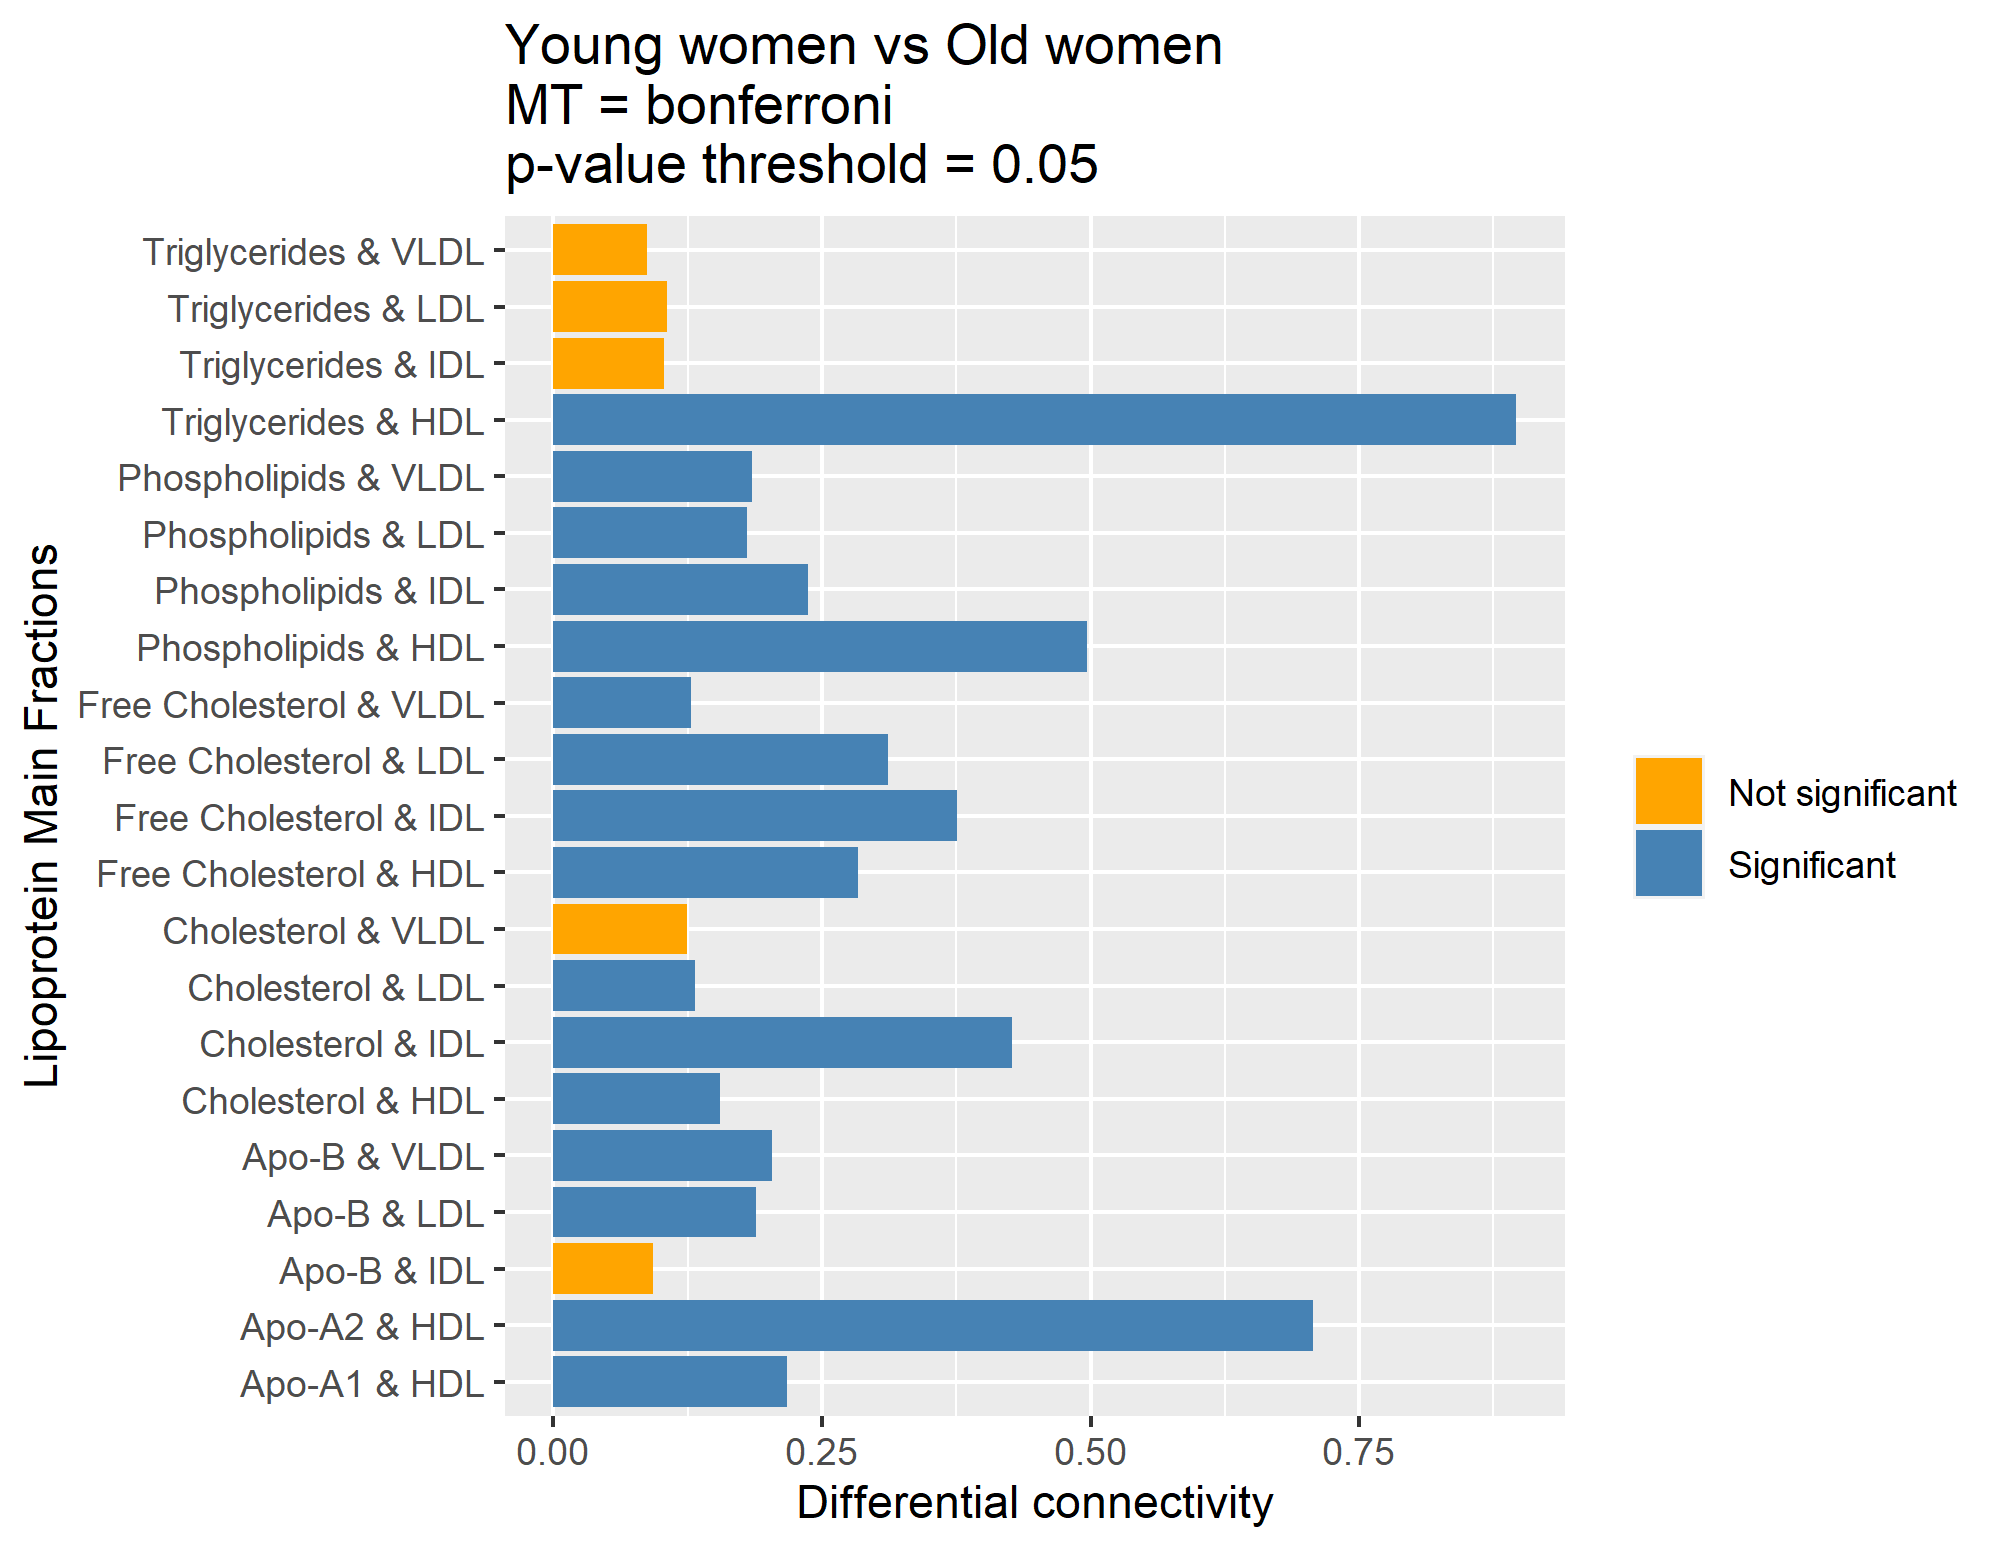 Young women vs Old women
MT = bonferroni
p-value threshold = 0.05
Lipoprotein Main Fractions
Triglycerides & VLDL
Triglycerides & LDL
Triglycerides & IDL
Triglycerides & HDL
Phospholipids & VLDL
Phospholipids & LDL
Phospholipids & IDL
Phospholipids & HDL
Free Cholesterol & VLDL
Free Cholesterol & LDL
Free Cholesterol & IDL
Free Cholesterol & HDL
Cholesterol & VLDL
Cholesterol & LDL
Cholesterol & IDL
Cholesterol & HDL
Apo-B & VLDL
Apo-B & LDL
Apo-B & IDL
Apo-A2 & HDL
Apo-A1 & HDL
0.00 0.25 0.50 0.75
Differential connectivity
Not significant
Significant